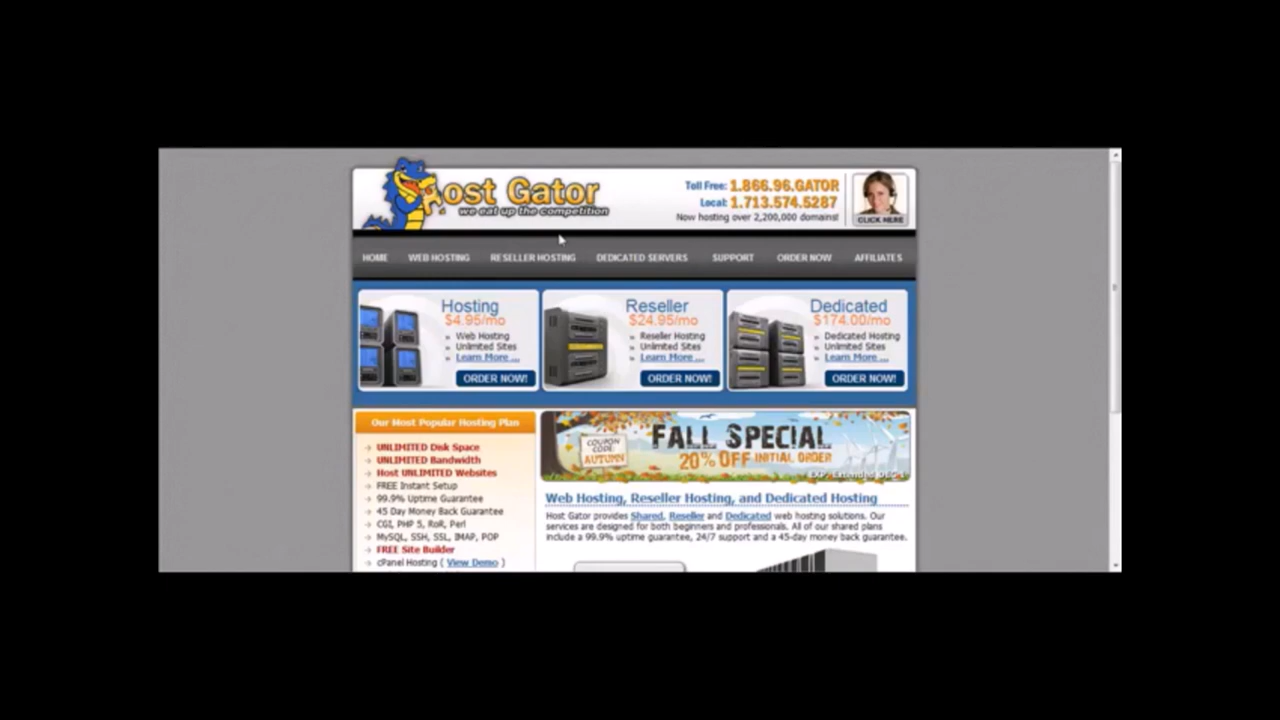 Host Gator
we eat up the competition
Toll Free: 1.866.96.GATOR
Local: 1.713.574.5287
Now hosting over 2,200,000 domains!
CLICK HERE
HOME WEB HOSTING RESELLER HOSTING DEDICATED SERVERS SUPPORT ORDER NOW AFFILIATES
Hosting
$4.95/mo
» Web Hosting
» Unlimited Sites
» Learn More ...
ORDER NOW!
Reseller
$24.95/mo
» Reseller Hosting
» Unlimited Sites
» Learn More ...
ORDER NOW!
Dedicated
$174.00/mo
» Dedicated Hosting
» Unlimited Sites
» Learn More ...
ORDER NOW!
Our Most Popular Hosting Plan
UNLIMITED Disk Space
UNLIMITED Bandwidth
Host UNLIMITED Websites
FREE Instant Setup
99.9% Uptime Guarantee
45 Day Money Back Guarantee
CGI, PHP 5, RoR, Perl
MySQL, SSH, SSL, IMAP, POP
FREE Site Builder
cPanel Hosting ( View Demo )
COUPON
CODE:
AUTUMN
FALL SPECIAL
20% OFF INITIAL ORDER
EXP: Extended
Web Hosting, Reseller Hosting, and Dedicated Hosting
Host Gator provides Shared, Reseller and Dedicated web hosting solutions. Our
services are designed for both beginners and professionals. All of our shared plans
include a 99.9% uptime guarantee, 24/7 support and a 45-day money back guarantee.